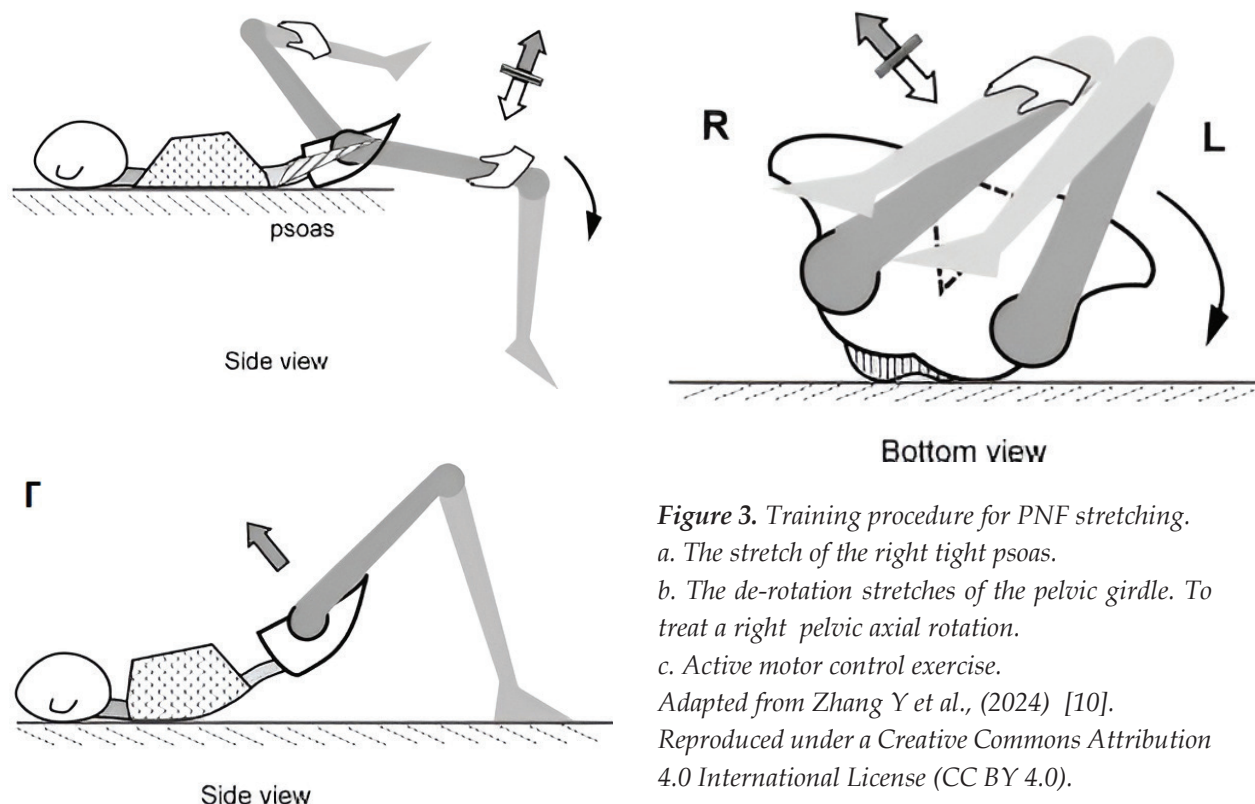 psoas
Side view
R
L
Bottom view
Γ
Side view
Figure 3. Training procedure for PNF stretching.
a. The stretch of the right tight psoas.
b. The de-rotation stretches of the pelvic girdle. To
treat a right pelvic axial rotation.
c. Active motor control exercise.
Adapted from Zhang Y et al., (2024) [10].
Reproduced under a Creative Commons Attribution
4.0 International License (CC BY 4.0).